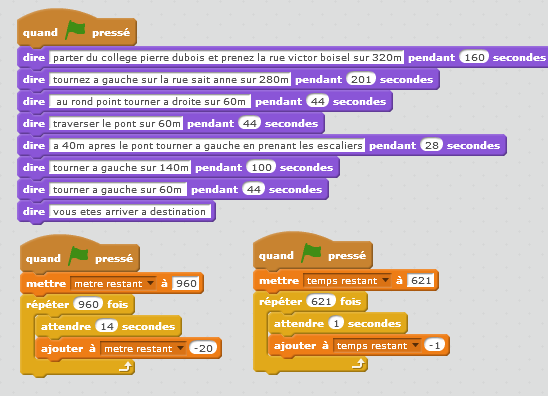 quand pressé
dire parter du college pierre dubois et prenez la rue victor boisel sur 320m pendant 160 secondes
dire tournez a gauche sur la rue sait anne sur 280m pendant 201 secondes
dire au rond point tourner a droite sur 60m pendant 44 secondes
dire traverser le pont sur 60m pendant 44 secondes
dire a 40m apres le pont tourner a gauche en prenant les escaliers pendant 28 secondes
dire tourner a gauche sur 140m pendant 100 secondes
dire tourner a gauche sur 60m pendant 44 secondes
dire vous etes arriver a destination
quand pressé
mettre metre restant à 960
répéter 960 fois
attendre 14 secondes
ajouter à metre restant -20
quand pressé
mettre temps restant à 621
répéter 621 fois
attendre 1 secondes
ajouter à temps restant -1